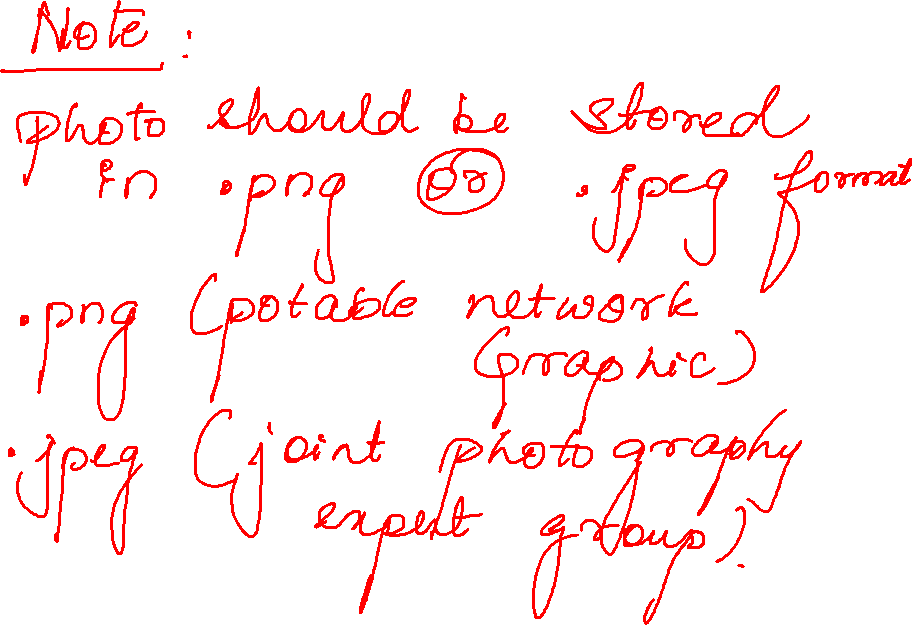 Note :
photo should be stored
in .png or .jpeg format
.png (potable network
Graphic)
.jpeg (joint photography
expert group).